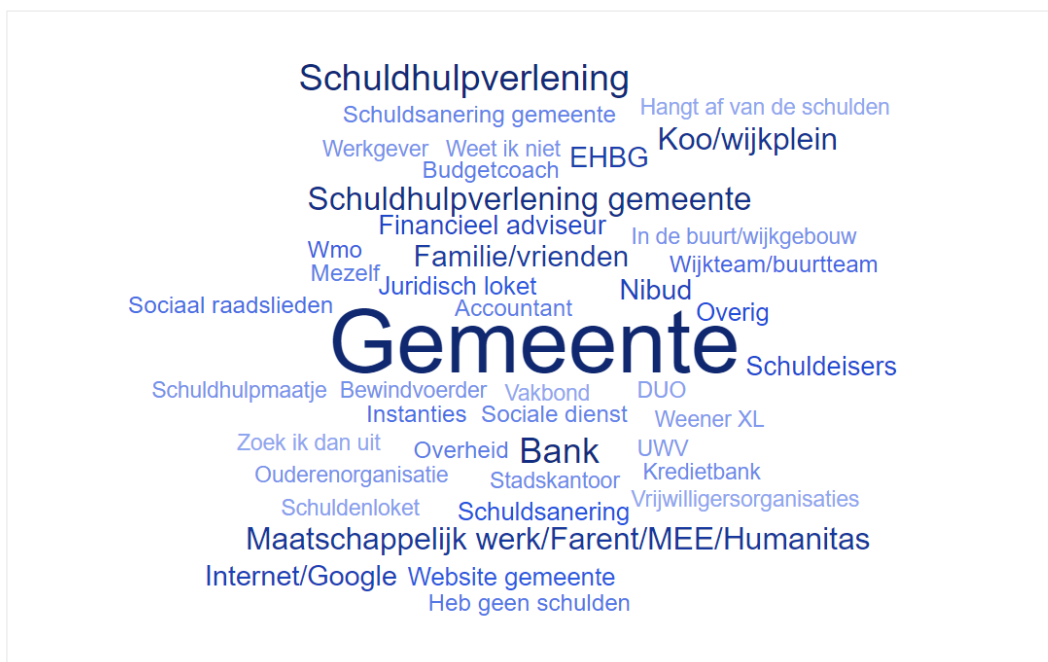 Schuldhulpverlening
Schuldsanering gemeente Hangt af van de schulden
Werkgever Weet ik niet EHBG Koo/wijkplein
Budgetcoach
Schuldhulpverlening gemeente
Financieel adviseur In de buurt/wijkgebouw
Wmo Familie/vrienden Wijkteam/buurtteam
Mezelf Juridisch loket Nibud
Sociaal raadslieden Accountant Overig
Gemeente Schuldeisers
Schuldhulpmaatje Bewindvoerder Vakbond DUO
Instanties Sociale dienst Weener XL
Zoek ik dan uit Overheid Bank UWV
Ouderenorganisatie Stadskantoor Kredietbank
Schuldenloket Schuldsanering Vrijwilligersorganisaties
Maatschappelijk werk/Farent/MEE/Humanitas
Internet/Google Website gemeente
Heb geen schulden